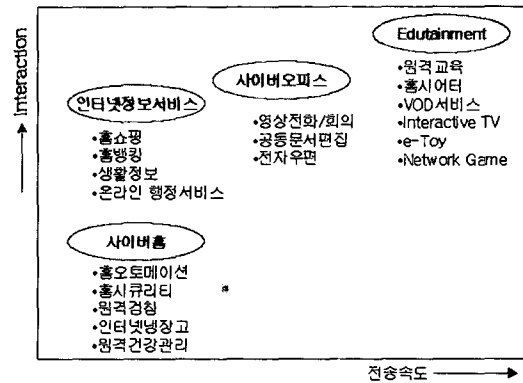 Interaction
Edutainment
•원격교육
•홈시어터
•VOD서비스
•Interactive TV
•e-Toy
•Network Game
사이버오피스
•영상전화/회의
•공동문서편집
•전자우편
인터넷정보서비스
•홈쇼핑
•홈뱅킹
•생활정보
•온라인 행정서비스
사이버홈
•홈오토메이션
•홈시큐리티
•원격검침
•인터넷냉장고
•원격건강관리
전송속도